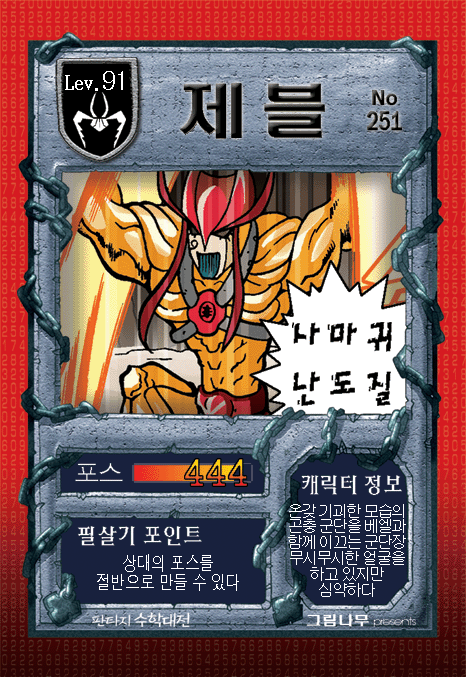 Lev.91
제블
No
251
사마귀
난도질
포스 444
필살기 포인트
상대의 포스를
절반으로 만들 수 있다
캐릭터 정보
온갖 기괴한 모습의
곤충 군단을 베엘과
함께 이끄는 군단장
무시무시한 얼굴을
하고 있지만
심약하다
판타지 수학대전
그림나무 presents